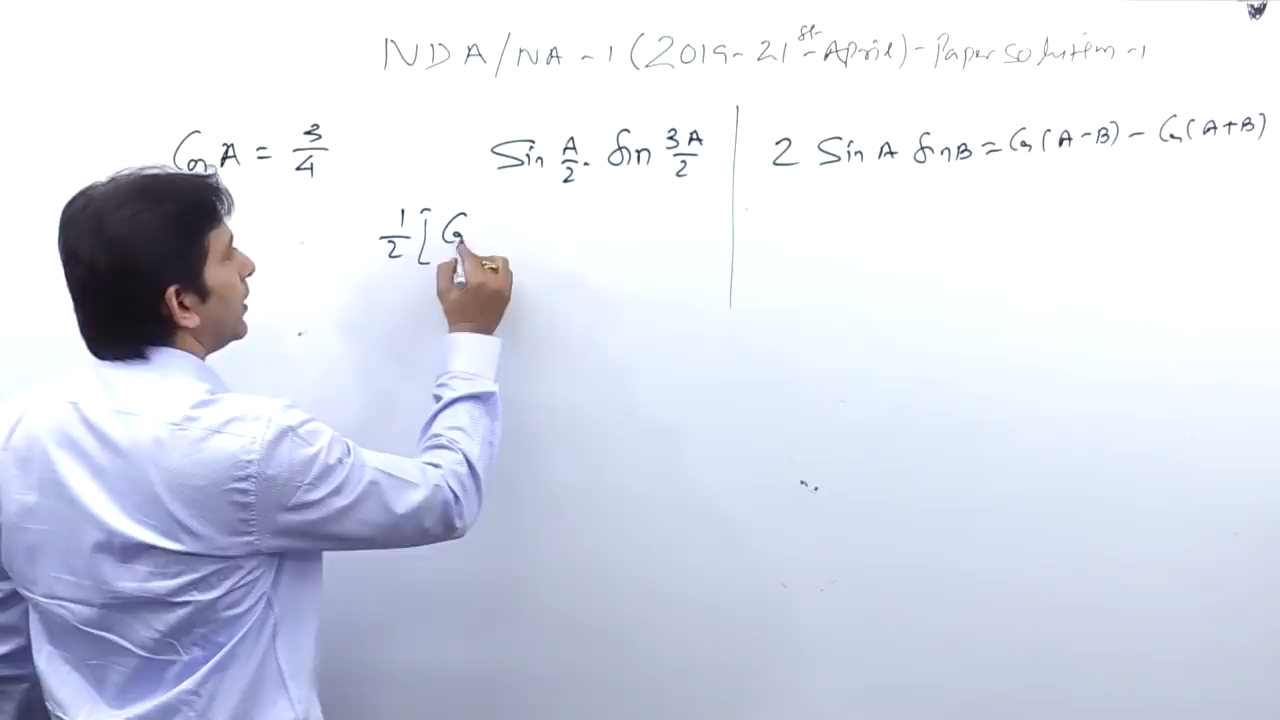 NDA/NA-1 (2019-21st-April)-Paper solution-1
Cos A = 3/4
Sin A/2 . Sin 3A/2
2 Sin A Sin B = Cos(A-B) - Cos(A+B)
1/2 [ Co